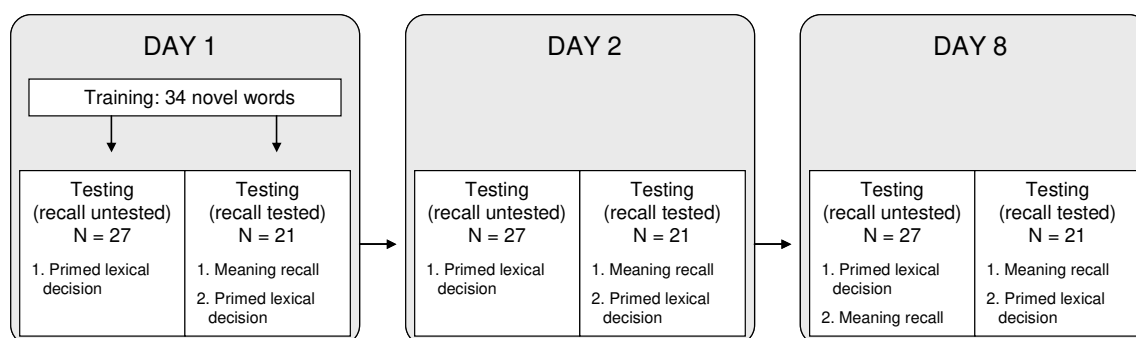 DAY 1
Training: 34 novel words
Testing
(recall untested)
N = 27
1. Primed lexical
decision
Testing
(recall tested)
N = 21
1. Meaning recall
2. Primed lexical
decision
DAY 2
Testing
(recall untested)
N = 27
1. Primed lexical
decision
Testing
(recall tested)
N = 21
1. Meaning recall
2. Primed lexical
decision
DAY 8
Testing
(recall untested)
N = 27
1. Primed lexical
decision
2. Meaning recall
Testing
(recall tested)
N = 21
1. Meaning recall
2. Primed lexical
decision